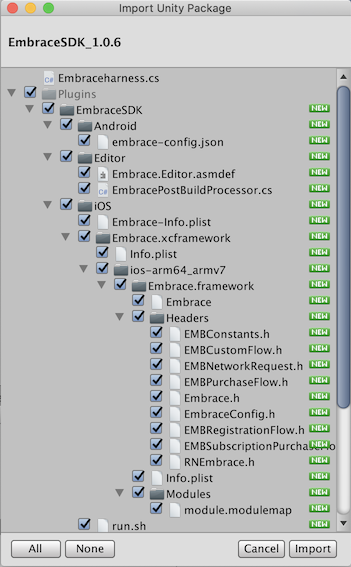 Import Unity Package
EmbraceSDK_1.0.6
C# Embraceharness.cs
Plugins
EmbraceSDK NEW
Android NEW
embrace-config.json NEW
Editor NEW
Embrace.Editor.asmdef NEW
C# EmbracePostBuildProcessor.cs NEW
iOS NEW
Embrace-Info.plist NEW
Embrace.xcframework NEW
Info.plist NEW
ios-arm64_armv7 NEW
Embrace.framework NEW
Embrace NEW
Headers NEW
EMBConstants.h NEW
EMBCustomFlow.h NEW
EMBNetworkRequest.h NEW
EMBPurchaseFlow.h NEW
Embrace.h NEW
EmbraceConfig.h NEW
EMBRegistrationFlow.h NEW
EMBSubscriptionPurchase NEW
RNEmbrace.h NEW
Info.plist NEW
Modules NEW
module.modulemap NEW
run.sh NEW
All None Cancel Import